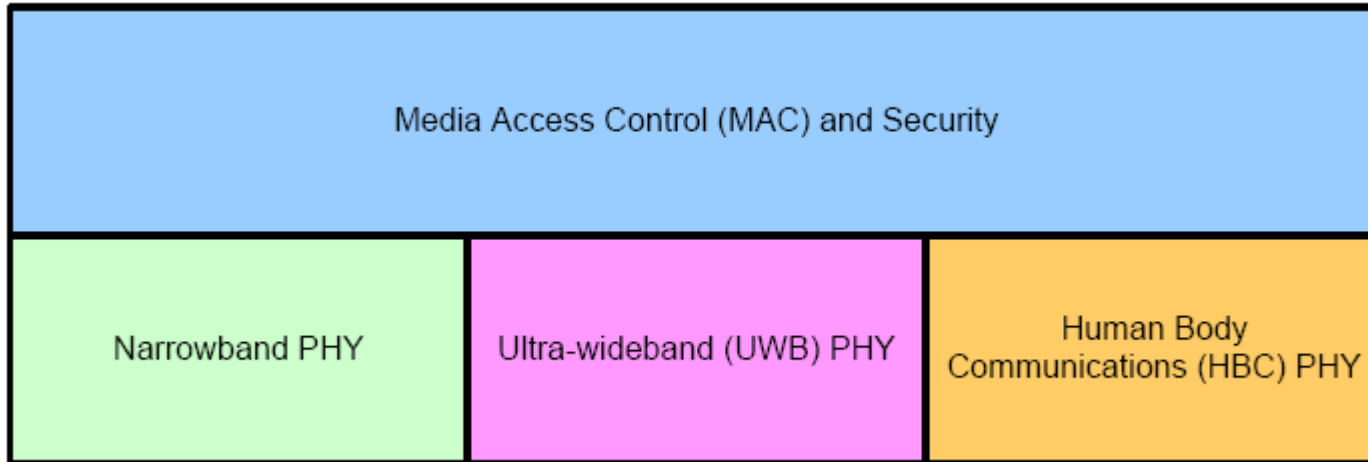 Media Access Control (MAC) and Security
Narrowband PHY
Ultra-wideband (UWB) PHY
Human Body
Communications (HBC) PHY